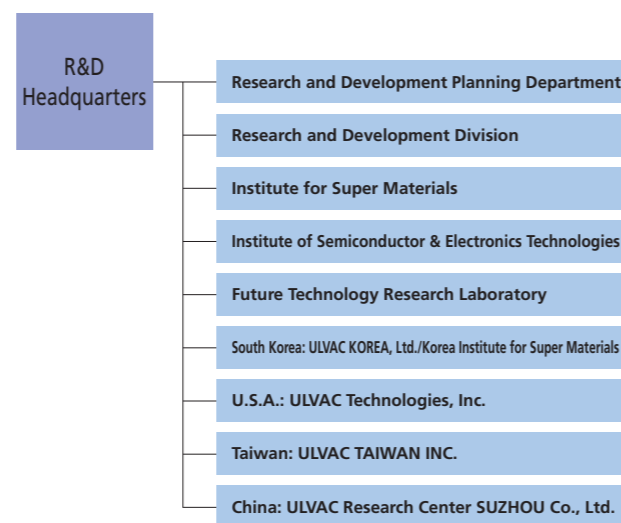 R&D
Headquarters
Research and Development Planning Department
Research and Development Division
Institute for Super Materials
Institute of Semiconductor & Electronics Technologies
Future Technology Research Laboratory
South Korea: ULVAC KOREA, Ltd./Korea Institute for Super Materials
U.S.A.: ULVAC Technologies, Inc.
Taiwan: ULVAC TAIWAN INC.
China: ULVAC Research Center SUZHOU Co., Ltd.